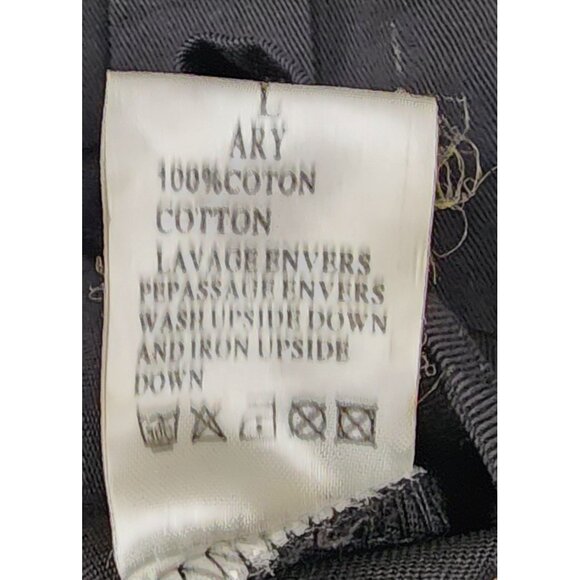 L
ARY
100%COTON
COTTON
LAVAGE ENVERS
PEPASSAGE ENVERS
WASH UPSIDE DOWN
AND IRON UPSIDE
DOWN